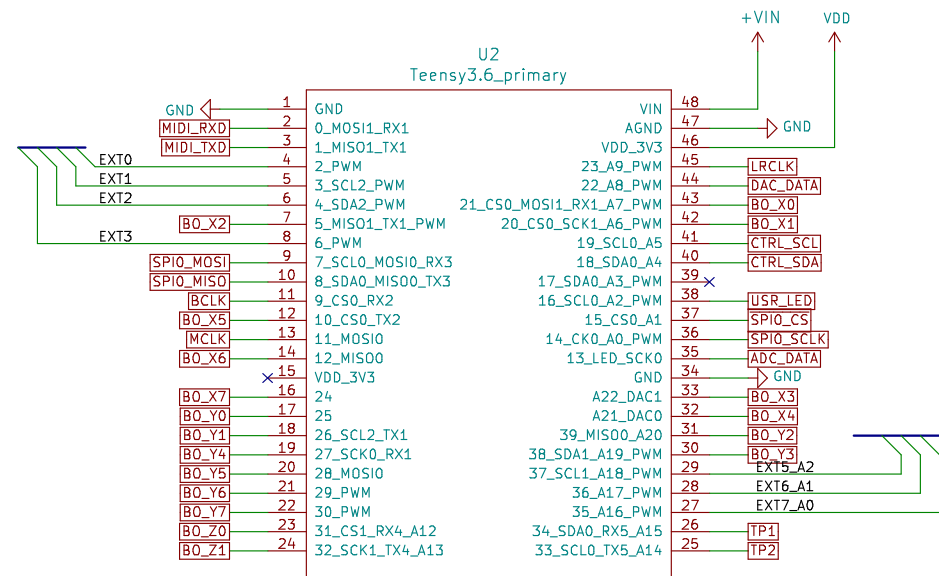 +VIN VDD
U2
Teensy3.6_primary
GND 1 GND VIN 48
MIDI_RXD 2 0_MOSI1_RX1 AGND 47 GND
MIDI_TXD 3 1_MISO1_TX1 VDD_3V3 46
EXT0 4 2_PWM 23_A9_PWM 45 LRCLK
EXT1 5 3_SCL2_PWM 22_A8_PWM 44 DAC_DATA
EXT2 6 4_SDA2_PWM 21_CS0_MOSI1_RX1_A7_PWM 43 BO_X0
BO_X2 7 5_MISO1_TX1_PWM 20_CS0_SCK1_A6_PWM 42 BO_X1
EXT3 8 6_PWM 19_SCL0_A5 41 CTRL_SCL
SPI0_MOSI 9 7_SCL0_MOSI0_RX3 18_SDA0_A4 40 CTRL_SDA
SPI0_MISO 10 8_SDA0_MISO0_TX3 17_SDA0_A3_PWM 39
BCLK 11 9_CS0_RX2 16_SCL0_A2_PWM 38 USR_LED
BO_X5 12 10_CS0_TX2 15_CS0_A1 37 SPI0_CS
MCLK 13 11_MOSI0 14_CK0_A0_PWM 36 SPI0_SCLK
BO_X6 14 12_MISO0 13_LED_SCK0 35 ADC_DATA
15 VDD_3V3 GND 34 GND
BO_X7 16 24 A22_DAC1 33 BO_X3
BO_Y0 17 25 A21_DAC0 32 BO_X4
BO_Y1 18 26_SCL2_TX1 39_MISO0_A20 31 BO_Y2
BO_Y4 19 27_SCK0_RX1 38_SDA1_A19_PWM 30 BO_Y3
BO_Y5 20 28_MOSI0 37_SCL1_A18_PWM 29 EXT5_A2
BO_Y6 21 29_PWM 36_A17_PWM 28 EXT6_A1
BO_Y7 22 30_PWM 35_A16_PWM 27 EXT7_A0
BO_Z0 23 31_CS1_RX4_A12 34_SDA0_RX5_A15 26 TP1
BO_Z1 24 32_SCK1_TX4_A13 33_SCL0_TX5_A14 25 TP2